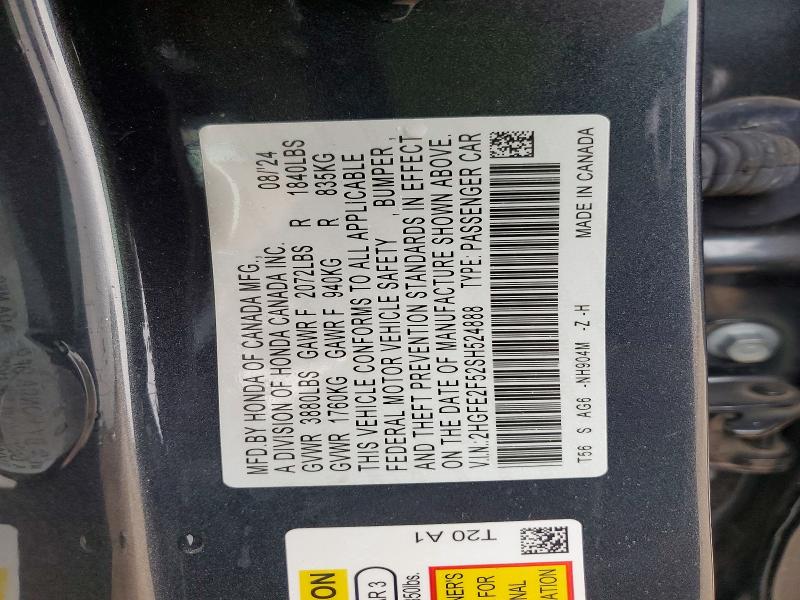 MFD.BY HONDA OF CANADA MFG., 08/'24
A DIVISION OF HONDA CANADA INC.
GVWR 3880LBS GAWR F 2072LBS R 1840LBS
GVWR 1760KG GAWR F 940KG R 835KG
THIS VEHICLE CONFORMS TO ALL APPLICABLE
FEDERAL MOTOR VEHICLE SAFETY , BUMPER ,
AND THEFT PREVENTION STANDARDS IN EFFECT
ON THE DATE OF MANUFACTURE SHOWN ABOVE.
V.I.N.:2HGFE2F52SH524888 TYPE: PASSENGER CAR
T56 S AG6 -NH904M -Z -H MADE IN CANADA
T20 A1